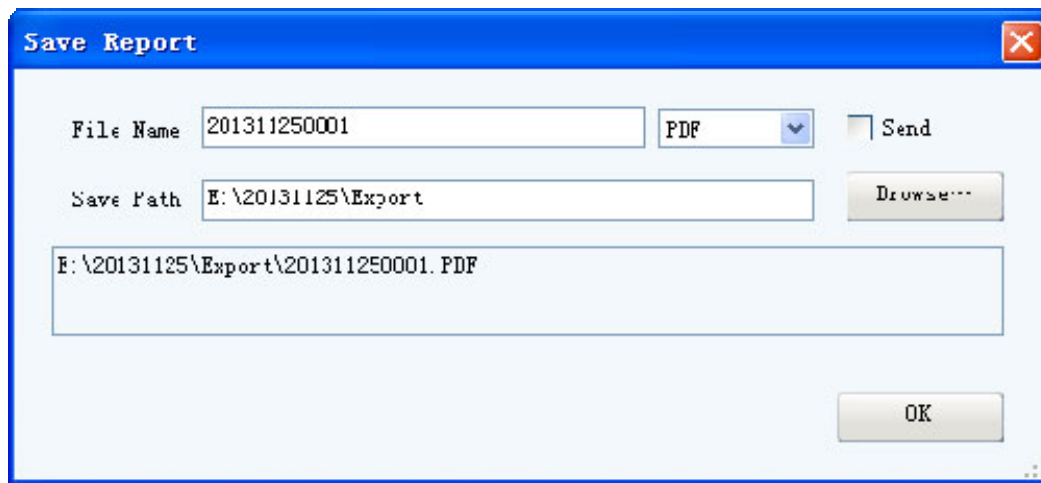 Save Report
File Name 201311250001 PDF Send
Save Path E:\20131125\Export Browse...
E:\20131125\Export\201311250001.PDF
OK